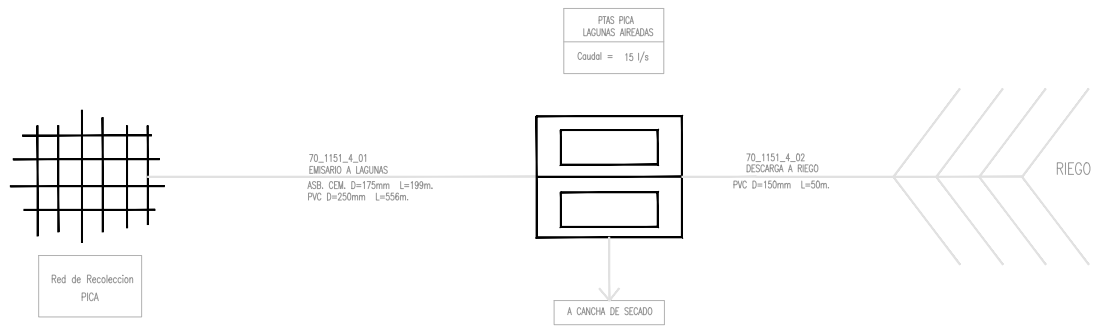 PTAS PICA
LAGUNAS AIREADAS
Caudal = 15 l/s
70_1151_4_01
EMISARIO A LAGUNAS
ASB. CEM. D=175mm L=199m.
PVC D=250mm L=556m.
70_1151_4_02
DESCARGA A RIEGO
PVC D=150mm L=50m.
RIEGO
Red de Recoleccion
PICA
A CANCHA DE SECADO